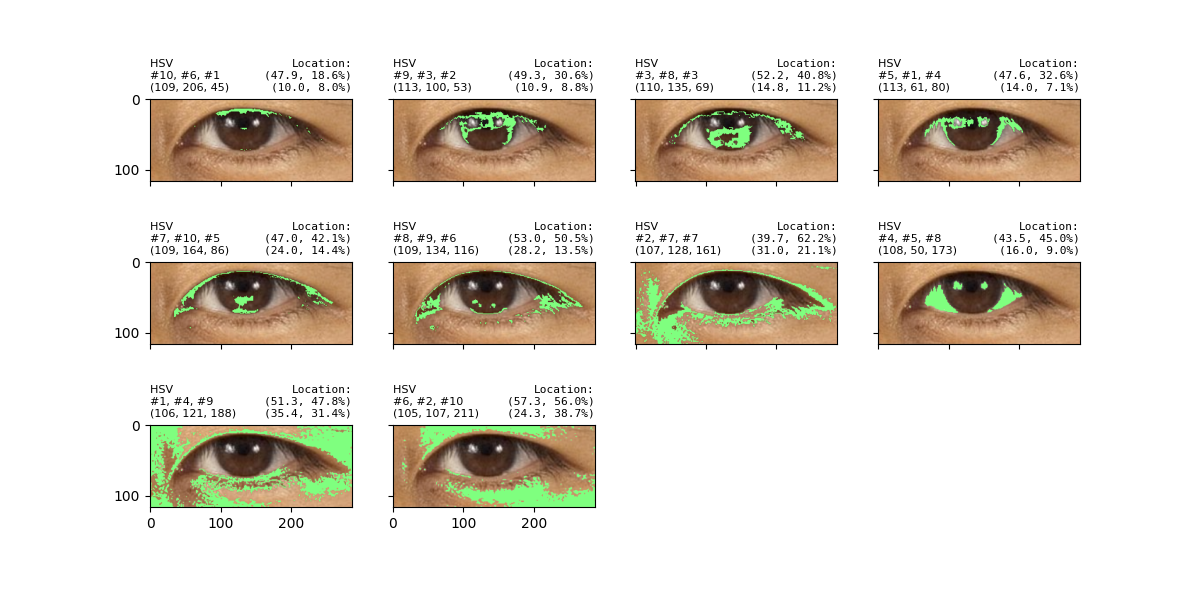 HSV Location:
#10, #6, #1 (47.9, 18.6%)
(109, 206, 45) (10.0, 8.0%)
HSV Location:
#9, #3, #2 (49.3, 30.6%)
(113, 100, 53) (10.9, 8.8%)
HSV Location:
#3, #8, #3 (52.2, 40.8%)
(110, 135, 69) (14.8, 11.2%)
HSV Location:
#5, #1, #4 (47.6, 32.6%)
(113, 61, 80) (14.0, 7.1%)
0
100
HSV Location:
#7, #10, #5 (47.0, 42.1%)
(109, 164, 86) (24.0, 14.4%)
HSV Location:
#8, #9, #6 (53.0, 50.5%)
(109, 134, 116) (28.2, 13.5%)
HSV Location:
#2, #7, #7 (39.7, 62.2%)
(107, 128, 161) (31.0, 21.1%)
HSV Location:
#4, #5, #8 (43.5, 45.0%)
(108, 50, 173) (16.0, 9.0%)
0
100
HSV Location:
#1, #4, #9 (51.3, 47.8%)
(106, 121, 188) (35.4, 31.4%)
HSV Location:
#6, #2, #10 (57.3, 56.0%)
(105, 107, 211) (24.3, 38.7%)
0
100
0 100 200
0 100 200